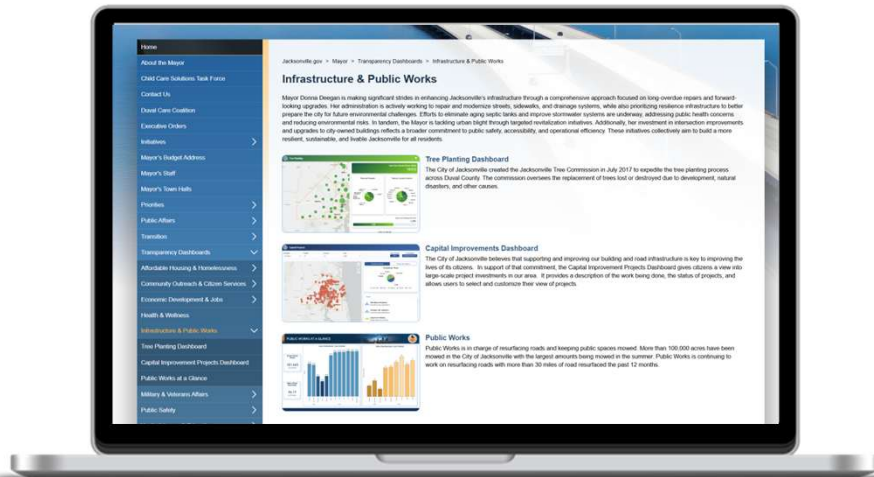 Home
About the Mayor
Child Care Solutions Task Force
Contact Us
Duval Care Coalition
Executive Orders
Initiatives
Mayor's Budget Address
Mayor's Staff
Mayor's Town Halls
Priorities
Public Affairs
Transition
Transparency Dashboards
Affordable Housing & Homelessness
Community Outreach & Citizen Services
Economic Development & Jobs
Health & Wellness
Infrastructure & Public Works
Tree Planting Dashboard
Capital Improvement Projects Dashboard
Public Works at a Glance
Military & Veterans Affairs
Public Safety
Jacksonville.gov > Mayor > Transparency Dashboards > Infrastructure & Public Works
Infrastructure & Public Works
Mayor Donna Deegan is making significant strides in enhancing Jacksonville's infrastructure through a comprehensive approach focused on long-overdue repairs and forward-
looking upgrades. Her administration is actively working to repair and modernize streets, sidewalks, and drainage systems, while also prioritizing resilience infrastructure to better
prepare the city for future environmental challenges. Efforts to eliminate aging septic tanks and improve stormwater systems are underway, addressing public health concerns
and reducing environmental risks. In tandem, the Mayor is tackling urban blight through targeted revitalization initiatives. Additionally, her investment in intersection improvements
and upgrades to city-owned buildings reflects a broader commitment to public safety, accessibility, and operational efficiency. These initiatives collectively aim to build a more
resilient, sustainable, and livable Jacksonville for all residents.
Tree Planting Dashboard
The City of Jacksonville created the Jacksonville Tree Commission in July 2017 to expedite the tree planting process
across Duval County. The commission oversees the replacement of trees lost or destroyed due to development, natural
disasters, and other causes.
Capital Improvements Dashboard
The City of Jacksonville believes that supporting and improving our building and road infrastructure is key to improving the
lives of its citizens. In support of that commitment, the Capital Improvement Projects Dashboard gives citizens a view into
large-scale project investments in our area. It provides a description of the work being done, the status of projects, and
allows users to select and customize their view of projects.
PUBLIC WORKS AT A GLANCE
Public Works
Public Works is in charge of resurfacing roads and keeping public spaces mowed. More than 100,000 acres have been
mowed in the City of Jacksonville with the largest amounts being mowed in the summer. Public Works is continuing to
work on resurfacing roads with more than 30 miles of road resurfaced the past 12 months.